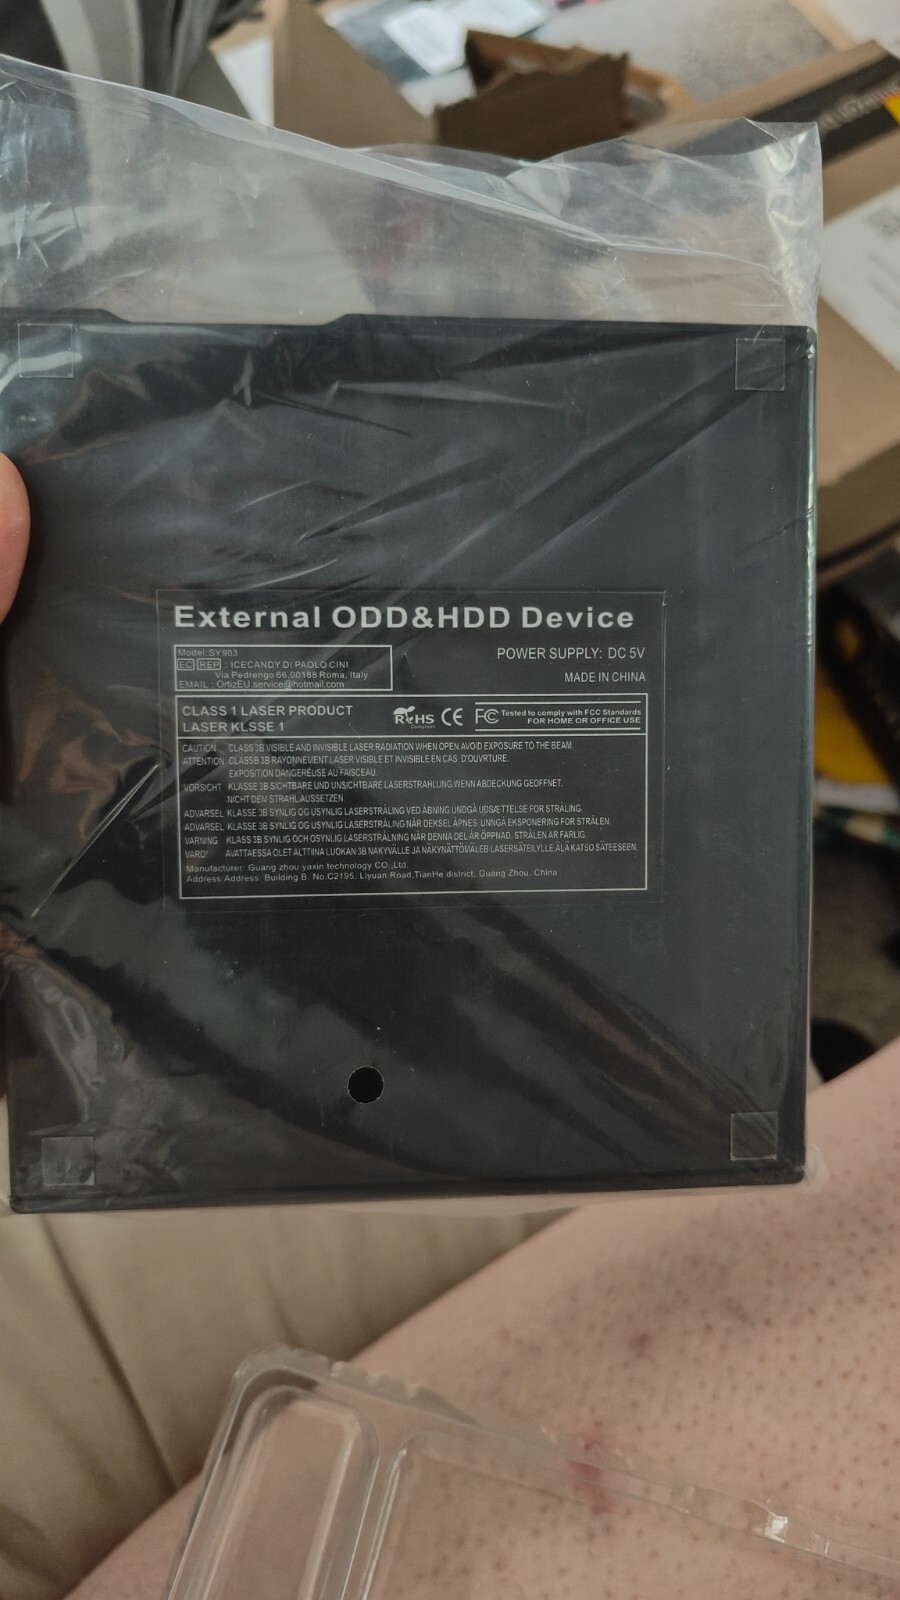 External ODD&HDD Device
Model:SY903
EC REP : ICECANDY DI PAOLO CINI
Via Pedrengo 66,00188 Roma, Italy
EMAIL : OrtizEU.service@hotmail.com
POWER SUPPLY: DC 5V
MADE IN CHINA
CLASS 1 LASER PRODUCT
LASER KLSSE 1
RoHS
Compliant
CE
FC
Tested to comply with FCC Standards
FOR HOME OR OFFICE USE
CAUTION CLASS 3B VISIBLE AND INVISIBLE LASER RADIATION WHEN OPEN.AVOID EXPOSURE TO THE BEAM.
ATTENTION CLASSB 3B RAYONNEVENT LASER VISIBLE ET INVISIBLE EN CAS D'OUVRTURE.
EXPOSITION DANGEREUSE AU FAISCEAU.
VORSICHT KLASSE 3B SICHTBARE UND UNSICHTBARE LASERSTRAHLUNG.WENN ABDECKUNG GEOFFNET.
NICHT DEM STRAHL AUSSETZEN.
ADVARSEL KLASSE 3B SYNLIG OG USYNLIG LASERSTRÅLING VED ÅBNING.UNDGÅ UDSÆTTELSE FOR STRÅLING.
ADVARSEL KLASSE 3B SYNLIG OG USYNLIG LASERSTRÅLING NÅR DEKSEL ÅPNES. UNNGÅ EKSPONERING FOR STRÅLEN.
VARNING KLASS 3B SYNLIG OCH OSYNLIG LASERSTRÅLNING NÄR DENNA DEL ÄR ÖPPNAD. STRÅLEN AR FARLIG.
VARO! AVATTAESSA OLET ALTTIINA LUOKAN 3B NAKYVÄLLE JA NÄKYNÄTTÖMÄLEB LASERSÄTEILYLLE.ÄLÄ KATSO SÄTEESEEN.
Manufacturer: Guang zhou yaxin technology CO.,Ltd.
Address:Address: Building B, No.C2195, Liyuan Road,TianHe district, Guang Zhou, China